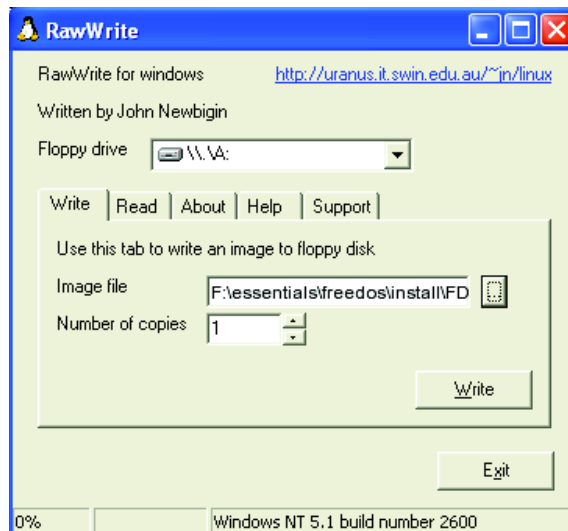 RawWrite
RawWrite for windows http://uranus.it.swin.edu.au/~jn/linux
Written by John Newbigin
Floppy drive \\.\A:
Write Read About Help Support
Use this tab to write an image to floppy disk
Image file F:\essentials\freedos\install\FD
Number of copies 1
Write
Exit
0% Windows NT 5.1 build number 2600